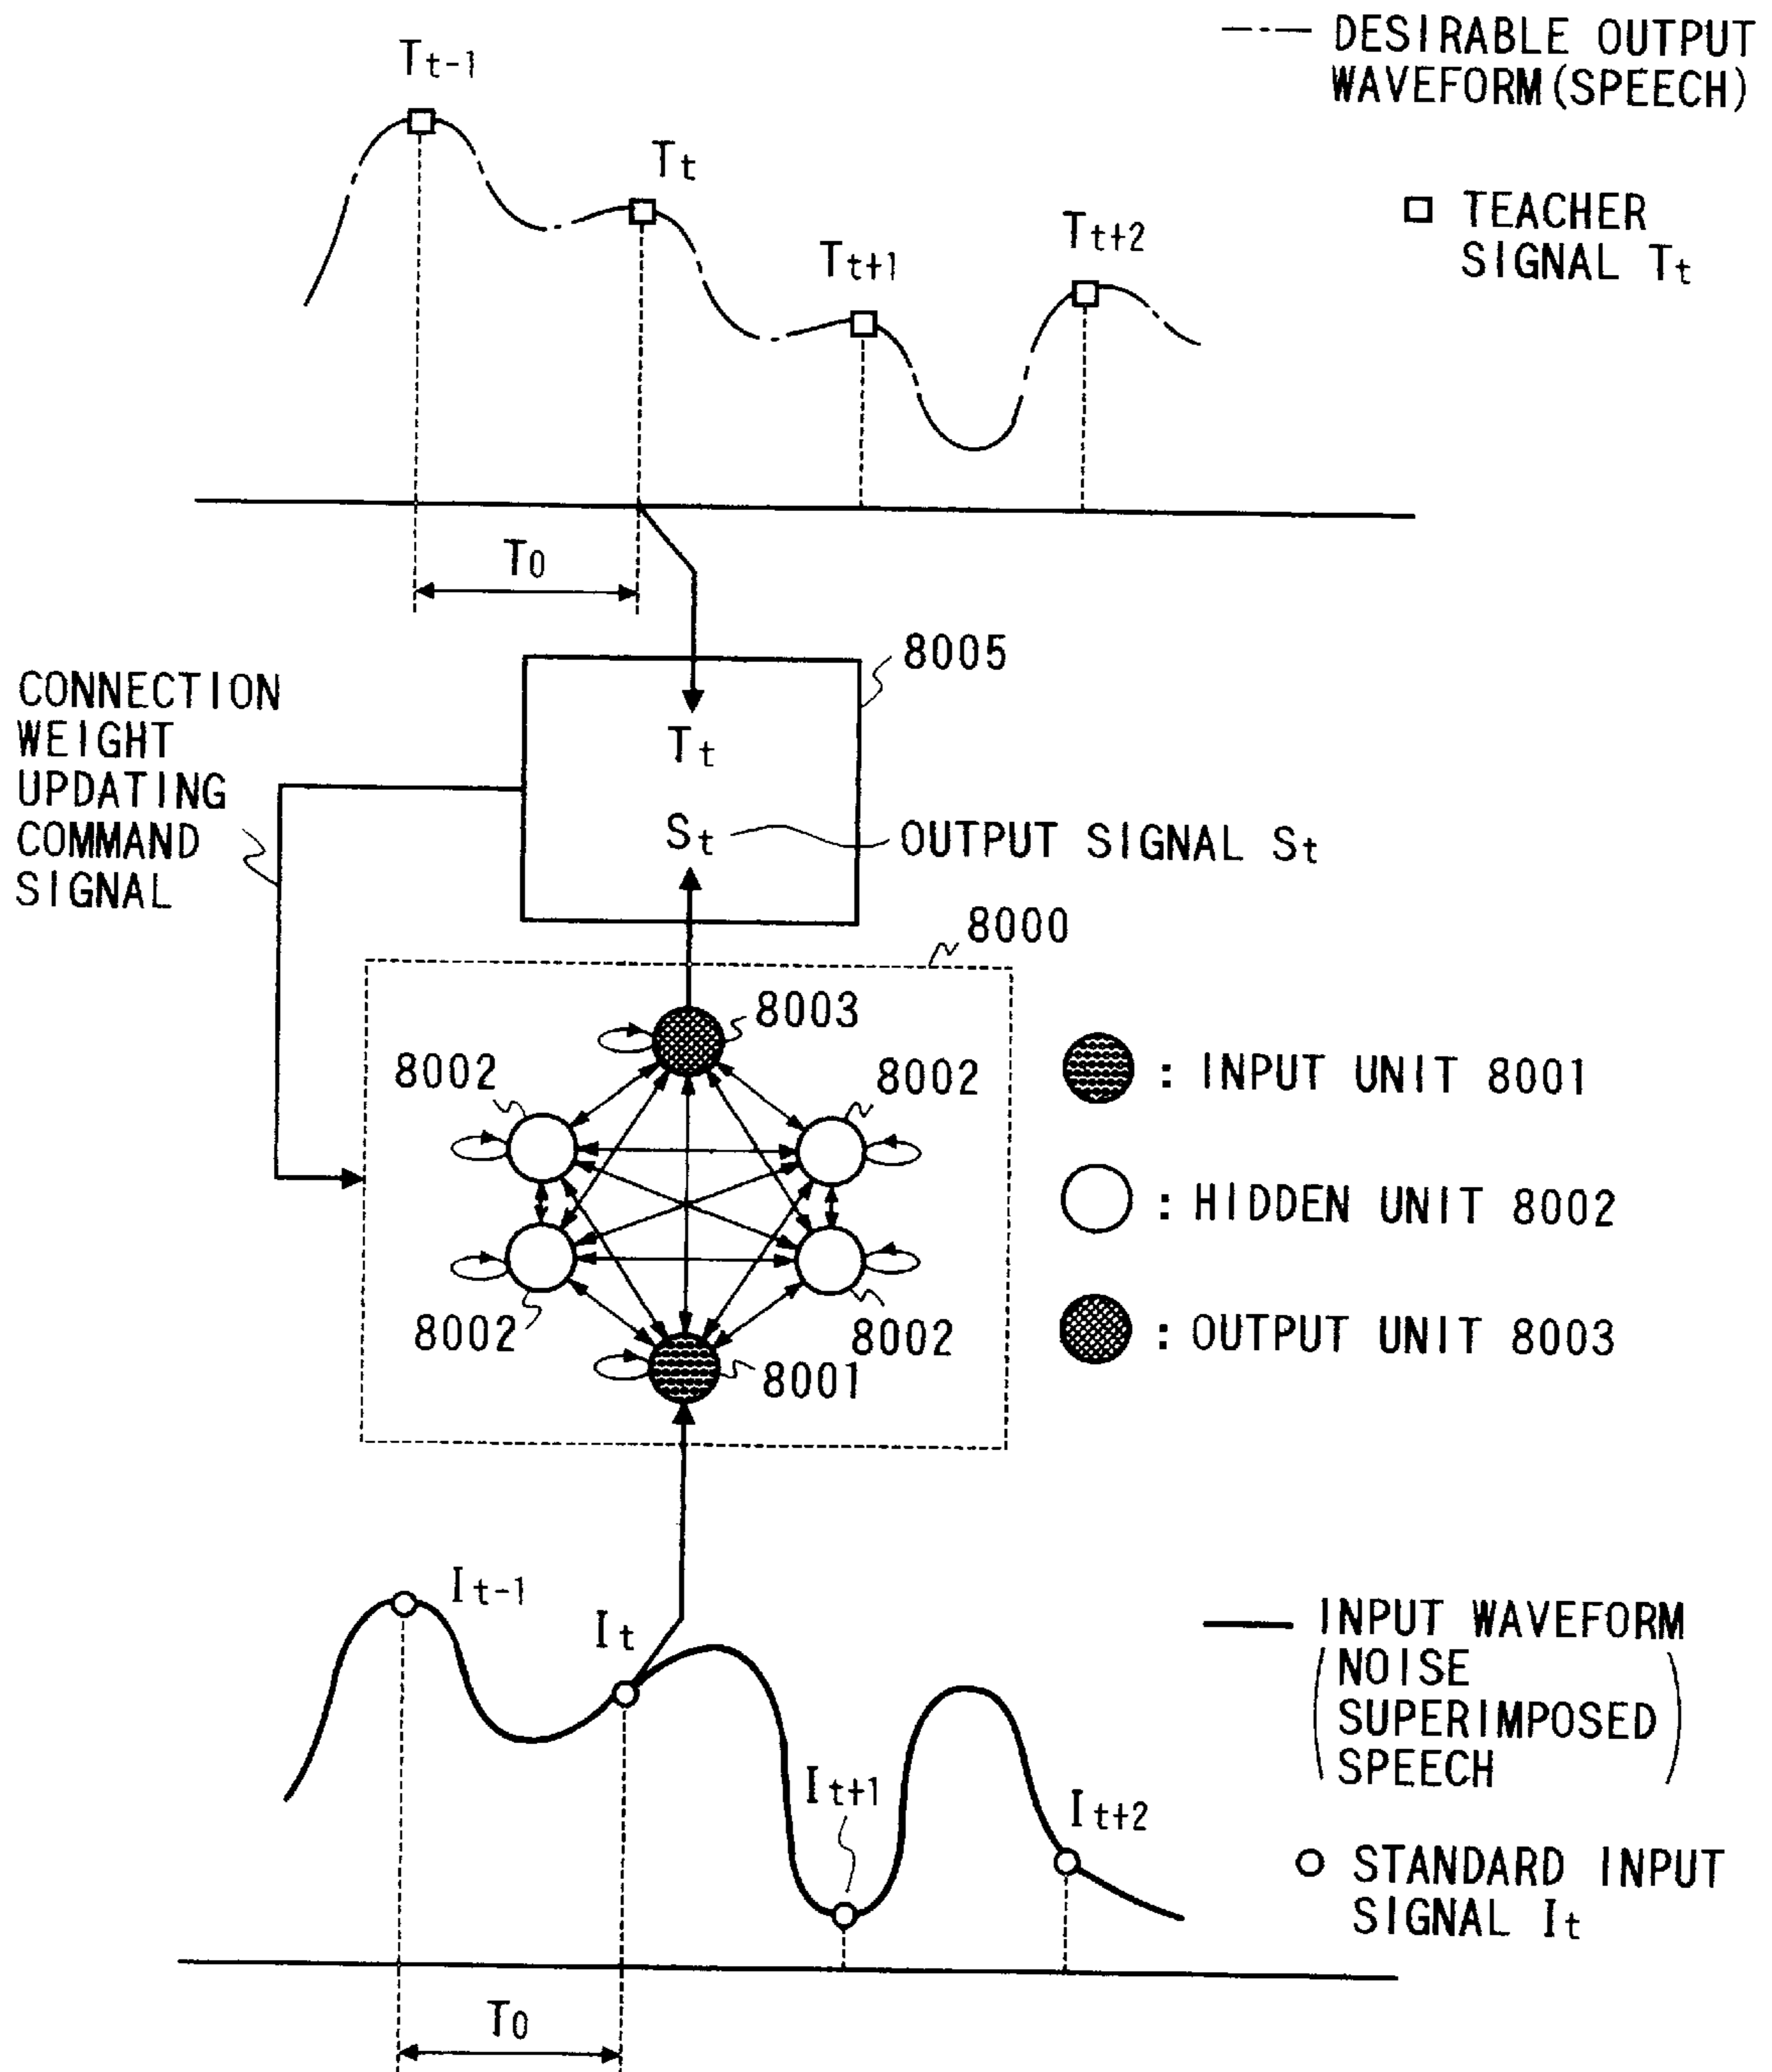 — - — DESIRABLE OUTPUT
WAVEFORM(SPEECH)
Tt-1
Tt
Tt+1
Tt+2
□ TEACHER
SIGNAL Tt
T0
8005
CONNECTION
WEIGHT
UPDATING
COMMAND
SIGNAL
Tt
St
OUTPUT SIGNAL St
8000
8003
8002
8002
8002
8002
8001
: INPUT UNIT 8001
: HIDDEN UNIT 8002
: OUTPUT UNIT 8003
It-1
It
It+1
It+2
INPUT WAVEFORM
(NOISE
SUPERIMPOSED
SPEECH)
STANDARD INPUT
SIGNAL It
T0